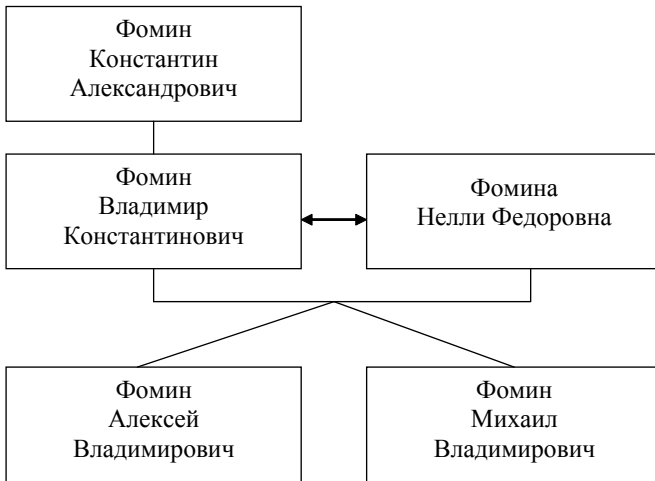 Фомин
Константин
Александрович
Фомин
Владимир
Константинович
Фомина
Нелли Федоровна
Фомин
Алексей
Владимирович
Фомин
Михаил
Владимирович